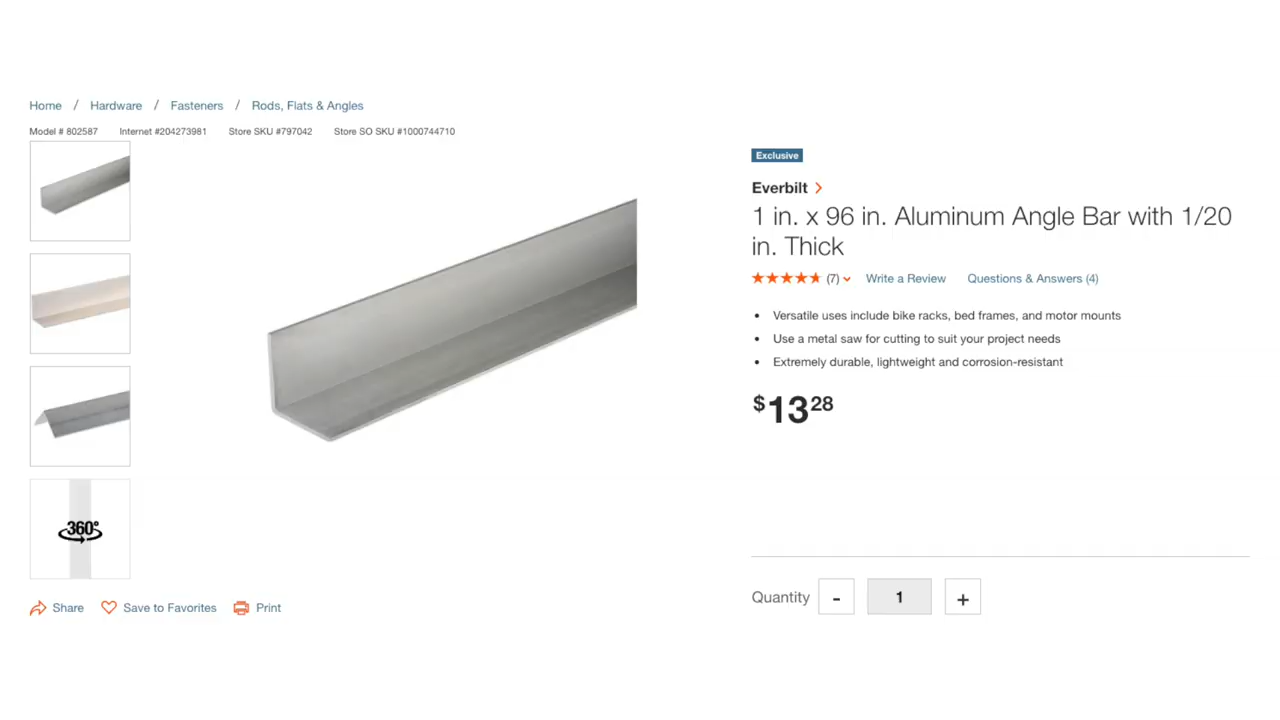 Home / Hardware / Fasteners / Rods, Flats & Angles
Model # 802587 Internet #204273981 Store SKU #797042 Store SO SKU #1000744710
Exclusive
Everbilt
1 in. x 96 in. Aluminum Angle Bar with 1/20
in. Thick
(7) Write a Review Questions & Answers (4)
• Versatile uses include bike racks, bed frames, and motor mounts
• Use a metal saw for cutting to suit your project needs
• Extremely durable, lightweight and corrosion-resistant
$13 28
360°
Quantity - 1 +
Share Save to Favorites Print